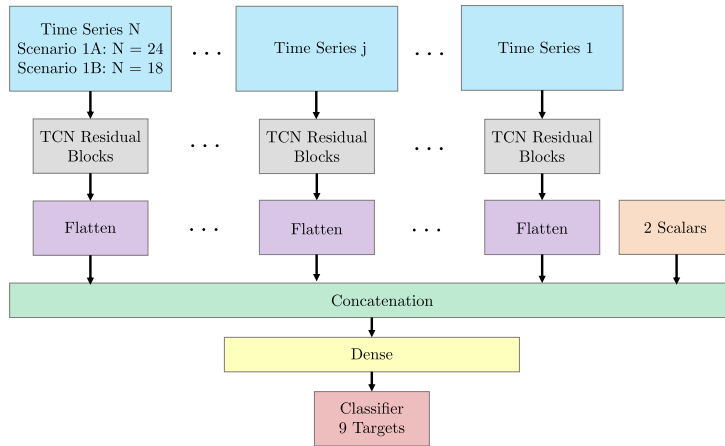 Time Series N
Scenario 1A: N = 24
Scenario 1B: N = 18
. . .
Time Series j
. . .
Time Series 1
TCN Residual
Blocks
. . .
TCN Residual
Blocks
. . .
TCN Residual
Blocks
Flatten
. . .
Flatten
. . .
Flatten
2 Scalars
Concatenation
Dense
Classifier
9 Targets